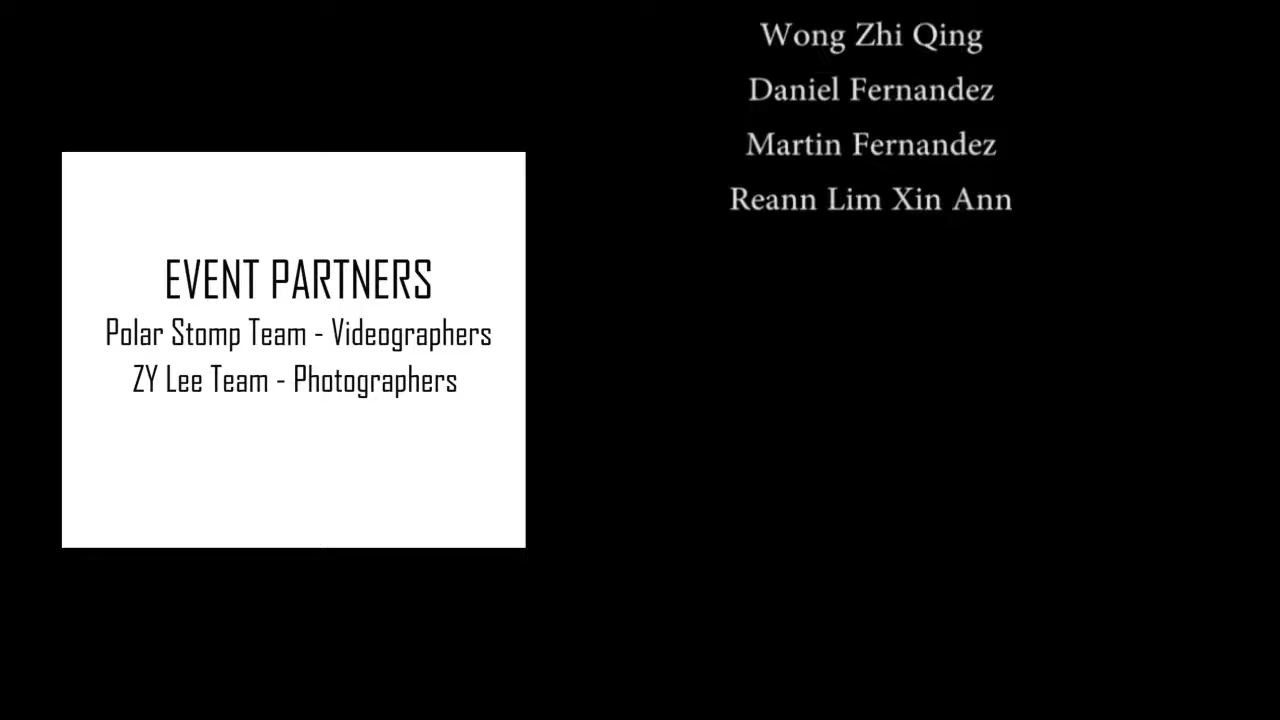 Wong Zhi Qing
Daniel Fernandez
Martin Fernandez
Reann Lim Xin Ann
EVENT PARTNERS
Polar Stomp Team - Videographers
ZY Lee Team - Photographers